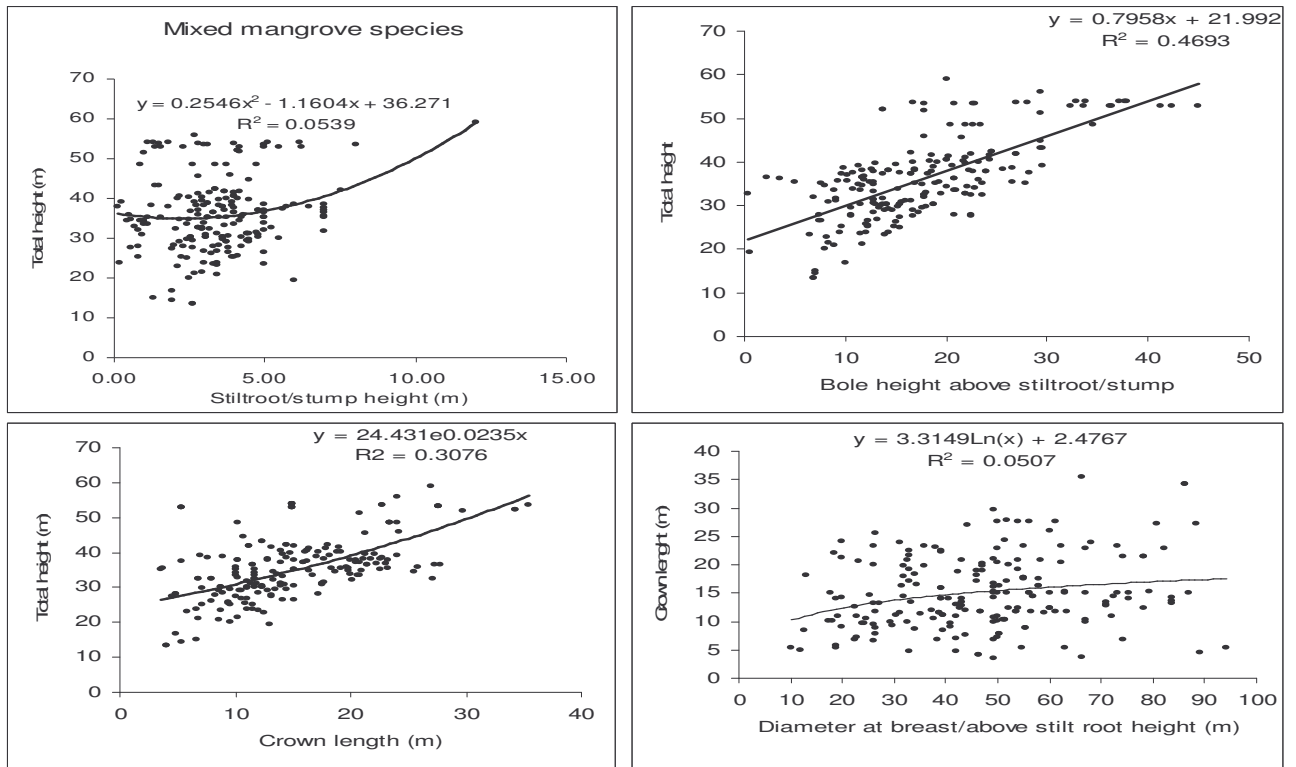 Mixed mangrove species
70
60
50
40
30
20
10
0
Total height (m)
y = 0.2546x² - 1.1604x + 36.271
R² = 0.0539
0.00 5.00 10.00 15.00
Stiltroot/stump height (m)
y = 0.7958x + 21.992
R² = 0.4693
70
60
50
40
30
20
10
0
Total height
0 10 20 30 40 50
Bole height above stiltroot/stump
y = 24.431e0.0235x
R2 = 0.3076
70
60
50
40
30
20
10
0
Total height (m)
0 10 20 30 40
Crown length (m)
y = 3.3149Ln(x) + 2.4767
R² = 0.0507
40
35
30
25
20
15
10
5
0
Crown lenght (m)
0 10 20 30 40 50 60 70 80 90 100
Diameter at breast/above stilt root height (m)